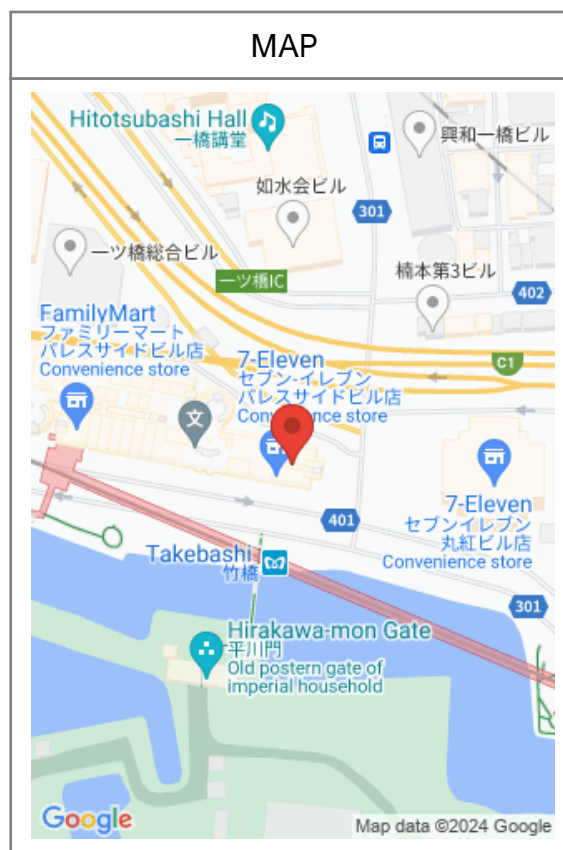 MAP
Hitotsubashi Hall
一橋講堂
興和一橋ビル
如水会ビル
301
一ツ橋総合ビル
一ツ橋IC
楠本第3ビル
402
FamilyMart
ファミリーマート
パレスサイドビル店
Convenience store
7-Eleven
セブン-イレブン
パレスサイドビル店
Con ence store
C1
文
7-Eleven
セブンイレブン
丸紅ビル店
Convenience store
401
Takebashi
竹橋
301
Hirakawa-mon Gate
平川門
Old postern gate of
imperial household
Google
Map data ©2024 Google